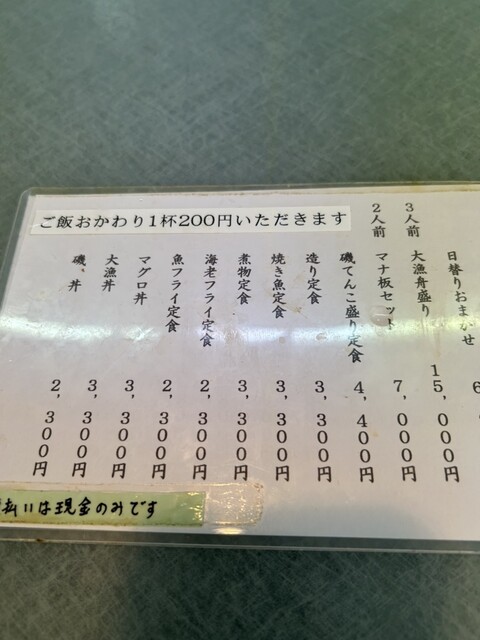 ご飯おかわり1杯200円いただきます
日替りおまかせ 6,
3人前 大漁舟盛り 15,000円
2人前 マナ板セット 7,000円
磯てんこ盛り定食 4,400円
造り定食 3,300円
焼き魚定食 3,300円
煮物定食 3,300円
海老フライ定食 2,300円
魚フライ定食 2,300円
マグロ丼 3,300円
大漁丼 3,300円
磯、丼 2,300円
払いは現金のみです